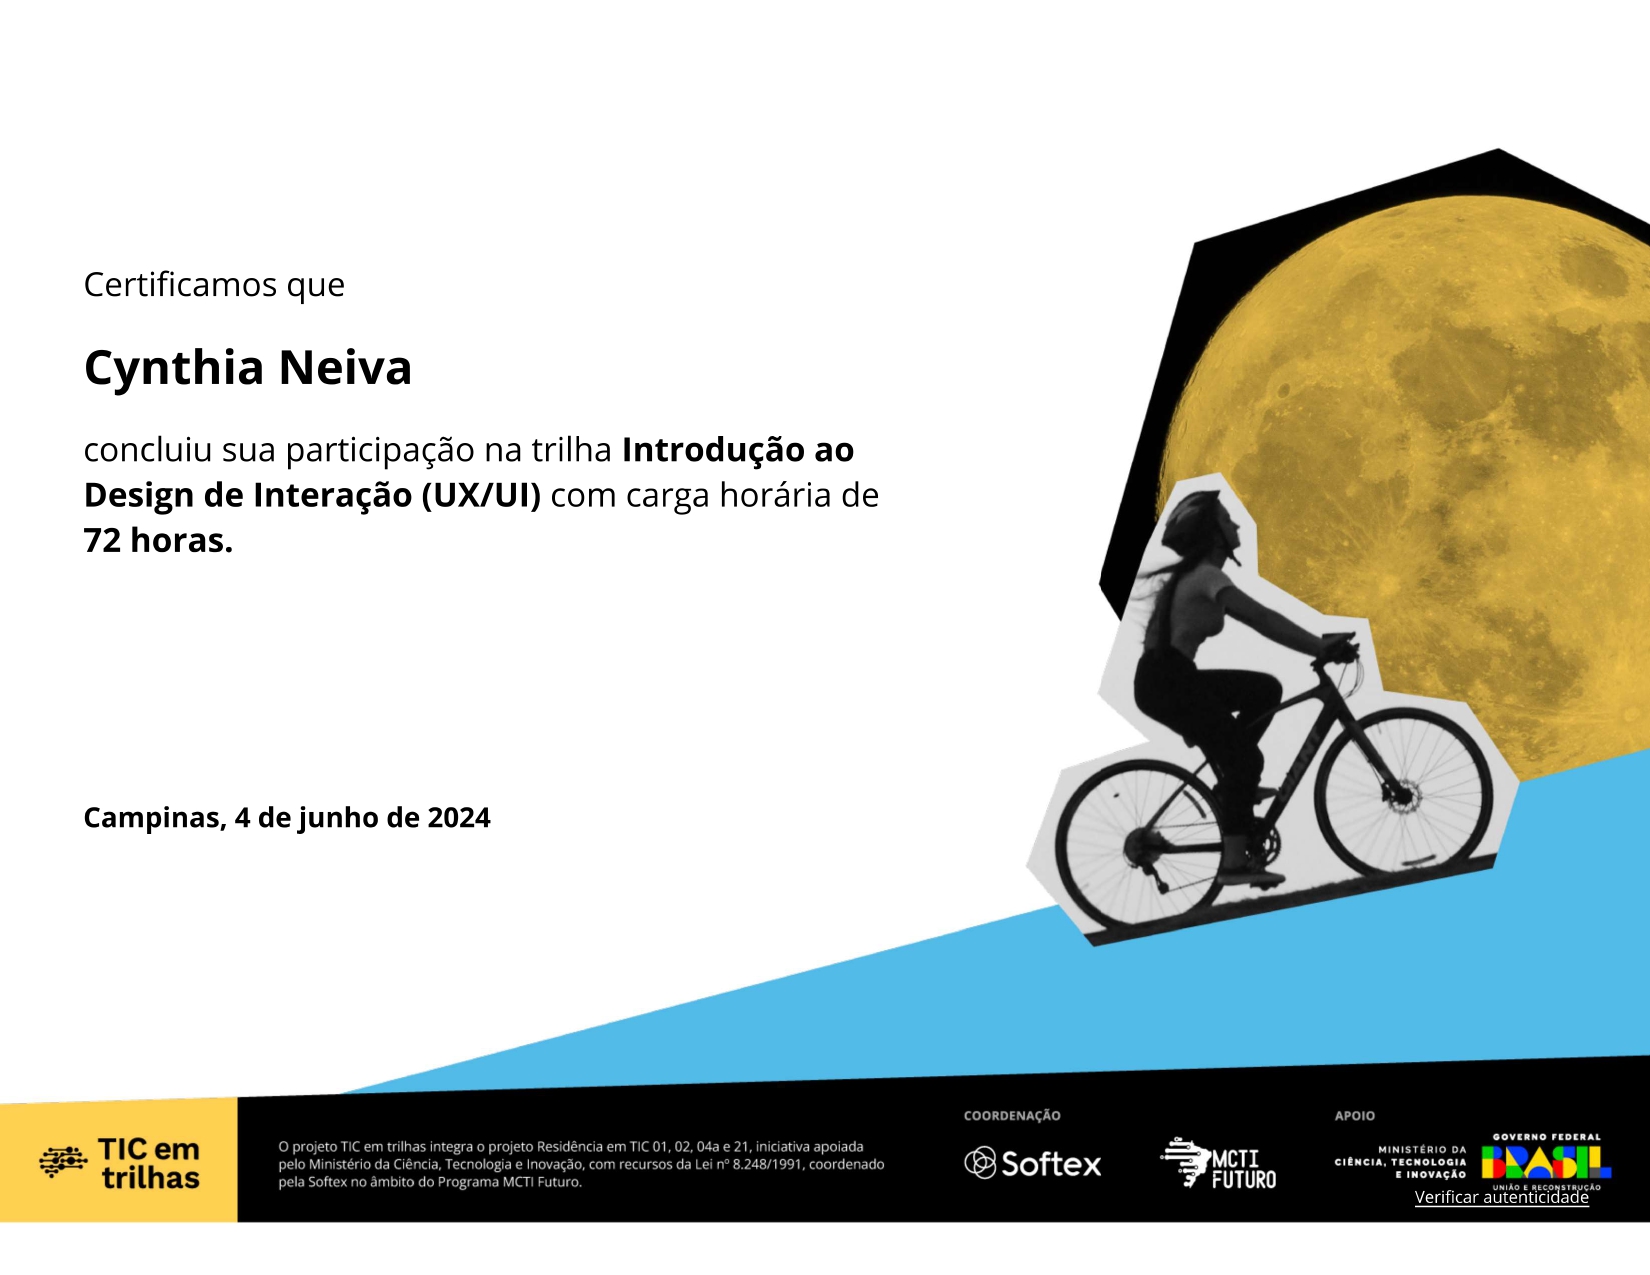 Certificamos que
Cynthia Neiva
concluiu sua participação na trilha Introdução ao
Design de Interação (UX/UI) com carga horária de
72 horas.
GIANT
Campinas, 4 de junho de 2024
TIC em
trilhas
O projeto TIC em trilhas integra o projeto Residência em TIC 01, 02, 04a e 21, iniciativa apoiada
pelo Ministério da Ciência, Tecnologia e Inovação, com recursos da Lei nº 8.248/1991, coordenado
pela Softex no âmbito do Programa MCTI Futuro.
COORDENAÇÃO
Softex
MCTI
FUTURO
APOIO
MINISTÉRIO DA
CIÊNCIA, TECNOLOGIA
E INOVAÇÃO
GOVERNO FEDERAL
BRASIL
UNIÃO E RECONSTRUÇÃO
Verificar autenticidade